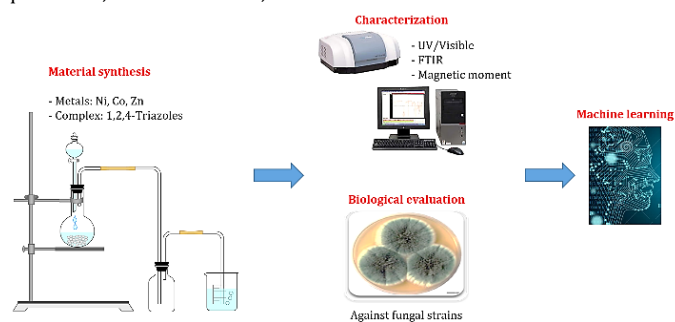 Material synthesis
- Metals: Ni, Co, Zn
- Complex: 1,2,4-Triazoles
Characterization
- UV/Visible
- FTIR
- Magnetic moment
Biological evaluation
Against fungal strains
Machine learning